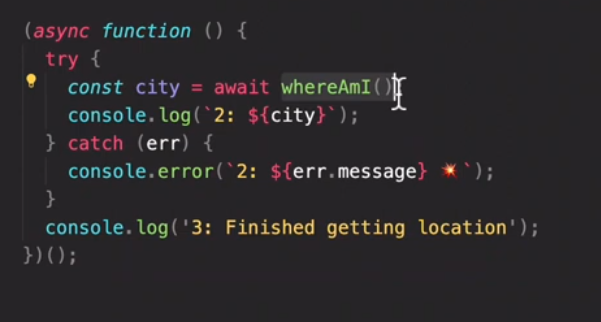 (async function () {
  try {
    const city = await whereAmI()
    console.log(`2: ${city}`);
  } catch (err) {
    console.error(`2: ${err.message} 💥`);
  }
  console.log('3: Finished getting location');
})();